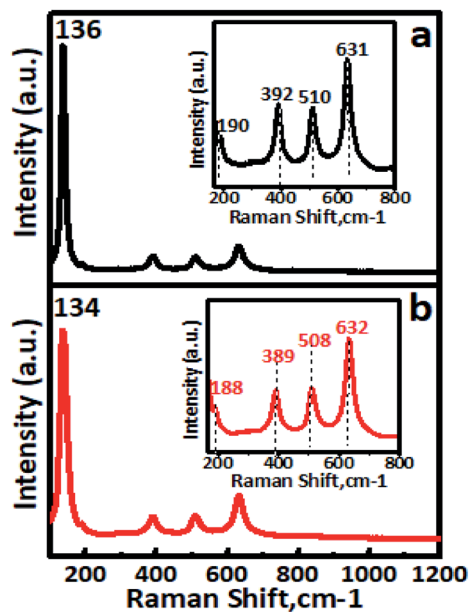 136
a
Intensity (a.u.)
Intensity (a.u.)
190
392
510
631
200
400
600
800
Raman Shift,cm-1
134
b
Intensity (a.u.)
Intensity (a.u.)
188
389
508
632
200
400
600
800
Raman Shift,cm-1
200
400
600
800
1000
1200
Raman Shift,cm-1